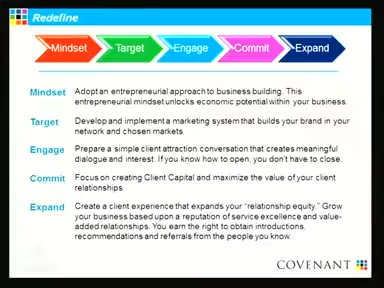 Redefine
Mindset Target Engage Commit Expand
Mindset Adopt an entrepreneurial approach to business building. This
entrepreneurial mindset unlocks economic potential within your business.
Target Develop and implement a marketing system that builds your brand in your
network and chosen markets.
Engage Prepare a simple client attraction conversation that creates meaningful
dialogue and interest. If you know how to open, you don't have to close.
Commit Focus on creating Client Capital and maximize the value of your client
relationships.
Expand Create a client experience that expands your "relationship equity." Grow
your business based upon a reputation of service excellence and value-
added relationships. You earn the right to obtain introductions,
recommendations and referrals from the people you know.
COVENANT